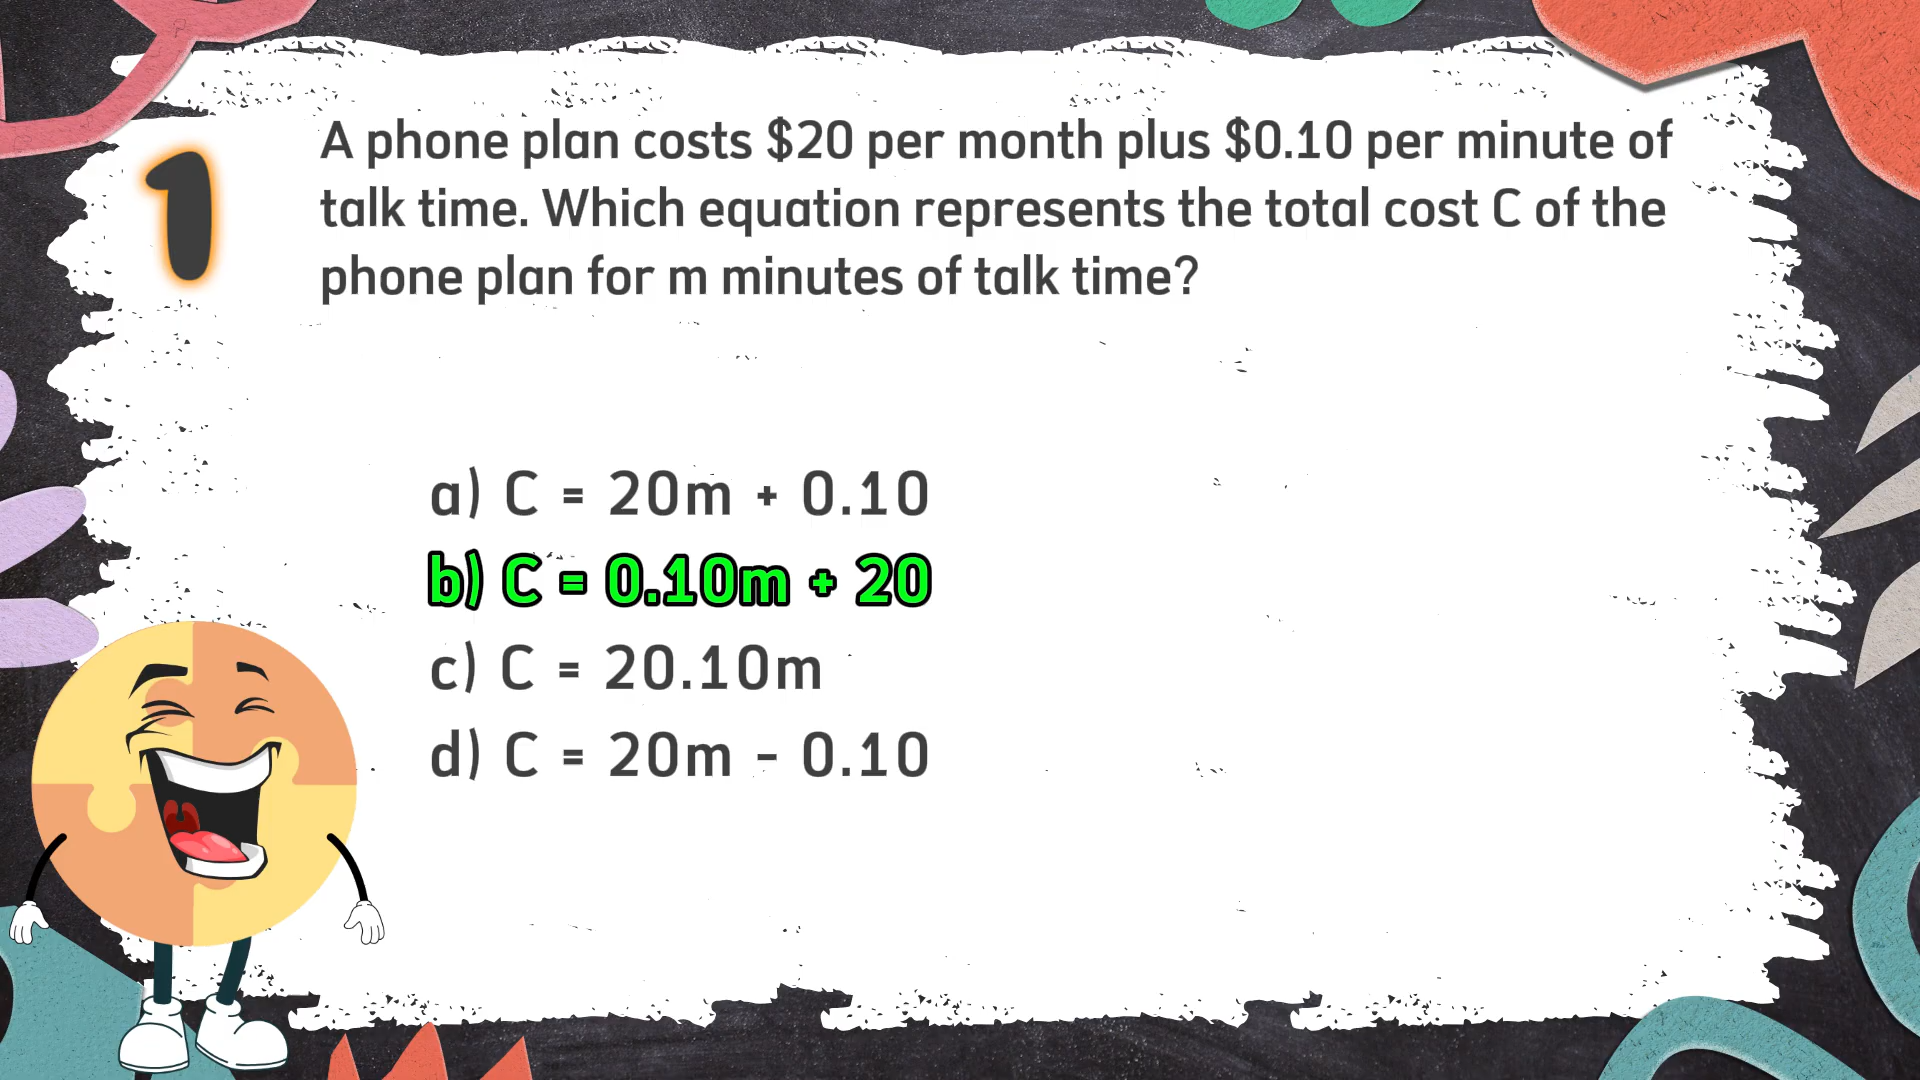 1
A phone plan costs $20 per month plus $0.10 per minute of
talk time. Which equation represents the total cost C of the
phone plan for m minutes of talk time?
a) C = 20m + 0.10
b) C = 0.10m + 20
c) C = 20.10m
d) C = 20m - 0.10